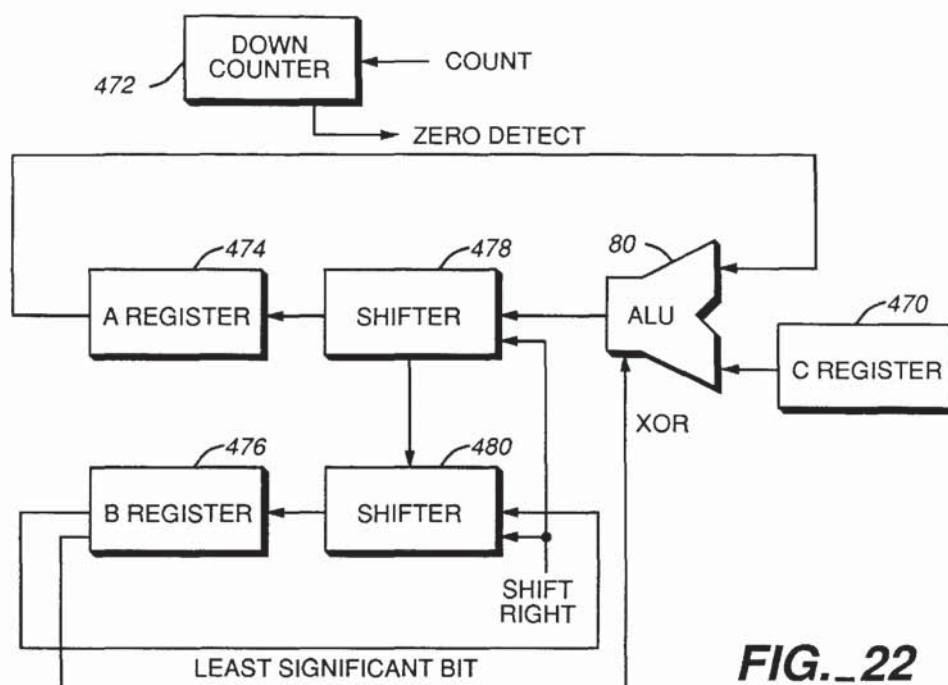 DOWN
COUNTER
472
COUNT
ZERO DETECT
474
478
80
470
A REGISTER
SHIFTER
ALU
C REGISTER
XOR
476
480
B REGISTER
SHIFTER
SHIFT
RIGHT
LEAST SIGNIFICANT BIT
FIG._22